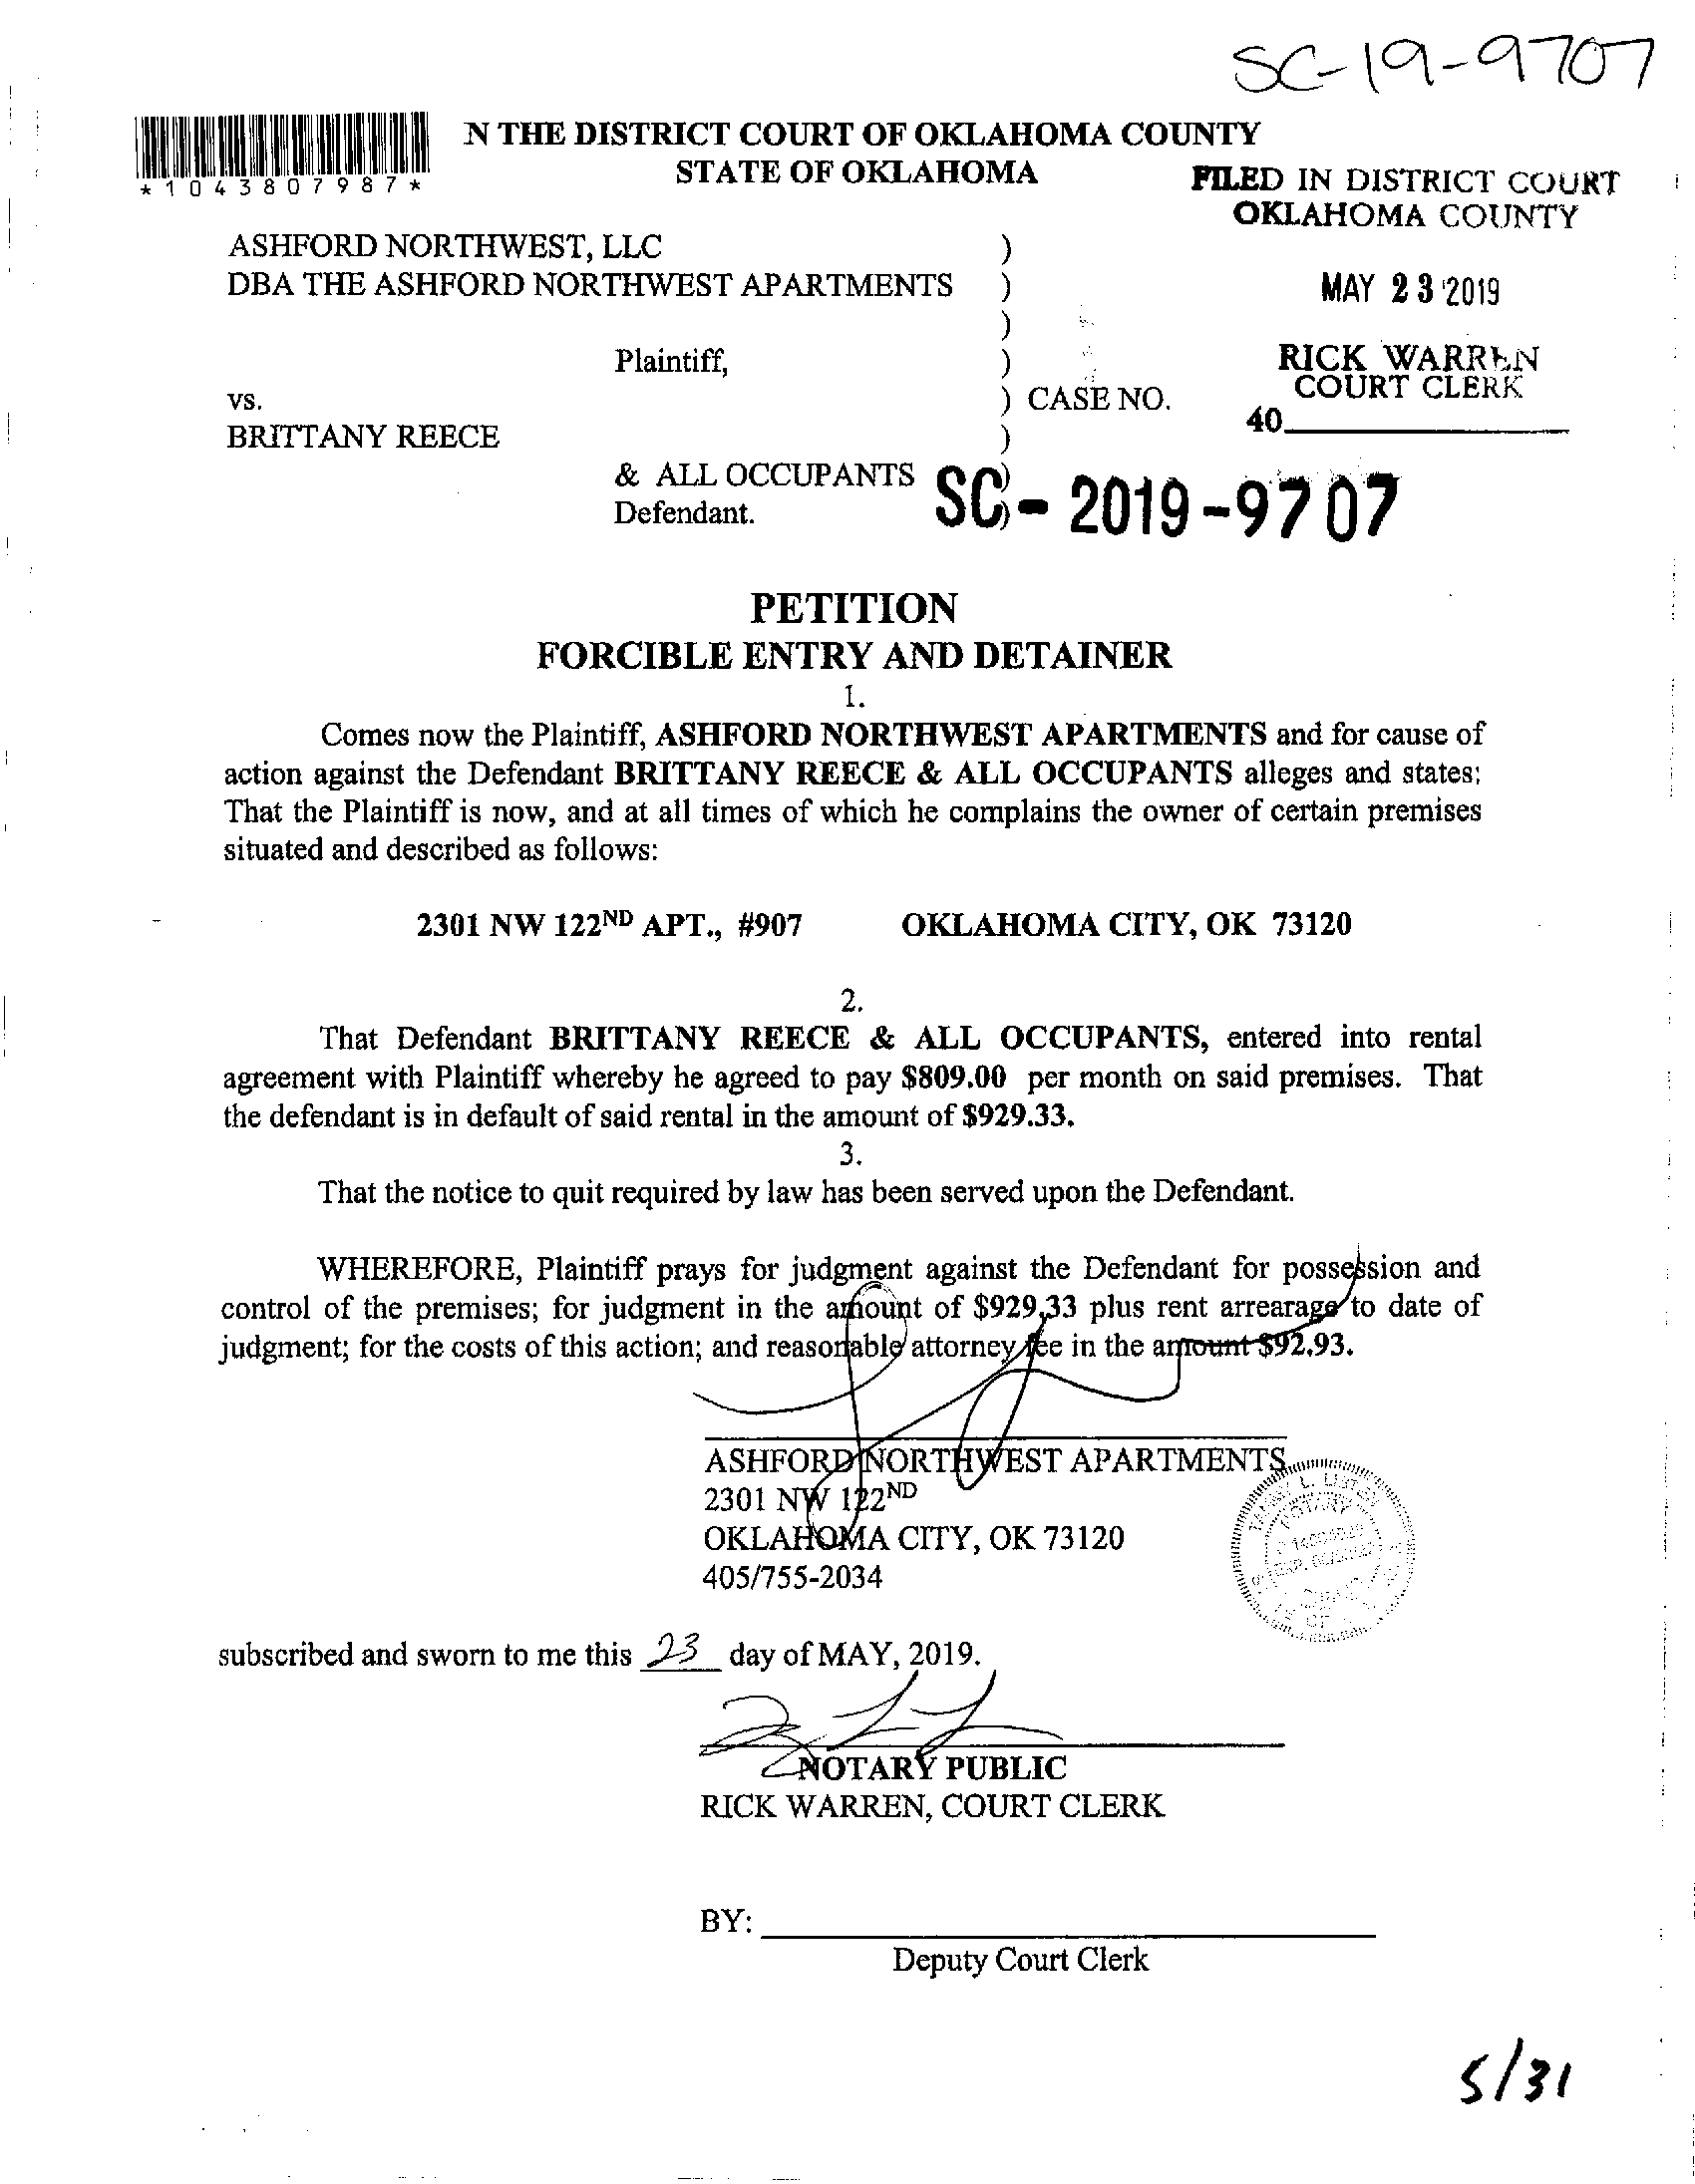 SC-19-9707
N THE DISTRICT COURT OF OKLAHOMA COUNTY
STATE OF OKLAHOMA
*1043807987*
FILED IN DISTRICT COURT
OKLAHOMA COUNTY
ASHFORD NORTHWEST, LLC )
DBA THE ASHFORD NORTHWEST APARTMENTS )
MAY 23 2019
)
Plaintiff, )
RICK WARREN
COURT CLERK
vs. ) CASE NO.
40
BRITTANY REECE )
& ALL OCCUPANTS )
Defendant. )
SC - 2019 - 9707
PETITION
FORCIBLE ENTRY AND DETAINER
1.
Comes now the Plaintiff, ASHFORD NORTHWEST APARTMENTS and for cause of
action against the Defendant BRITTANY REECE & ALL OCCUPANTS alleges and states;
That the Plaintiff is now, and at all times of which he complains the owner of certain premises
situated and described as follows:
2301 NW 122ND APT., #907 OKLAHOMA CITY, OK 73120
2.
That Defendant BRITTANY REECE & ALL OCCUPANTS, entered into rental
agreement with Plaintiff whereby he agreed to pay $809.00 per month on said premises. That
the defendant is in default of said rental in the amount of $929.33.
3.
That the notice to quit required by law has been served upon the Defendant.
WHEREFORE, Plaintiff prays for judgment against the Defendant for possession and
control of the premises; for judgment in the amount of $929.33 plus rent arrearage to date of
judgment; for the costs of this action; and reasonable attorney fee in the amount $92.93.
ASHFORD NORTHWEST APARTMENTS
2301 NW 122ND
OKLAHOMA CITY, OK 73120
405/755-2034
L.
NOTARY
EXP.
OF
subscribed and sworn to me this 23 day of MAY, 2019.
NOTARY PUBLIC
RICK WARREN, COURT CLERK
BY:
Deputy Court Clerk
5/31